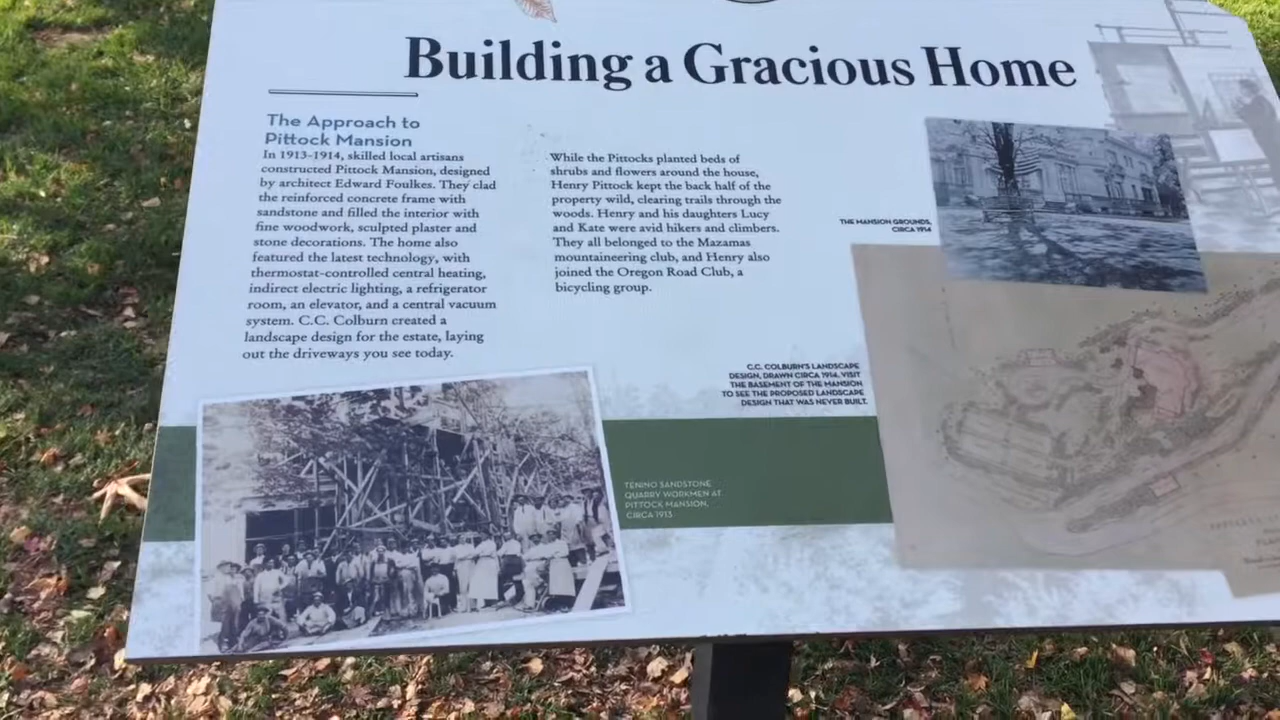 Building a Gracious Home
The Approach to
Pittock Mansion
In 1913-1914, skilled local artisans
constructed Pittock Mansion, designed
by architect Edward Foulkes. They clad
the reinforced concrete frame with
sandstone and filled the interior with
fine woodwork, sculpted plaster and
stone decorations. The home also
featured the latest technology, with
thermostat-controlled central heating,
indirect electric lighting, a refrigerator
room, an elevator, and a central vacuum
system. C.C. Colburn created a
landscape design for the estate, laying
out the driveways you see today.
While the Pittocks planted beds of
shrubs and flowers around the house,
Henry Pittock kept the back half of the
property wild, clearing trails through the
woods. Henry and his daughters Lucy
and Kate were avid hikers and climbers.
They all belonged to the Mazamas
mountaineering club, and Henry also
joined the Oregon Road Club, a
bicycling group.
THE MANSION GROUNDS,
CIRCA 1914
C.C. COLBURN'S LANDSCAPE
DESIGN, DRAWN CIRCA 1914. VISIT
THE BASEMENT OF THE MANSION
TO SEE THE PROPOSED LANDSCAPE
DESIGN THAT WAS NEVER BUILT.
TENINO SANDSTONE
QUARRY WORKMEN AT
PITTOCK MANSION,
CIRCA 1913